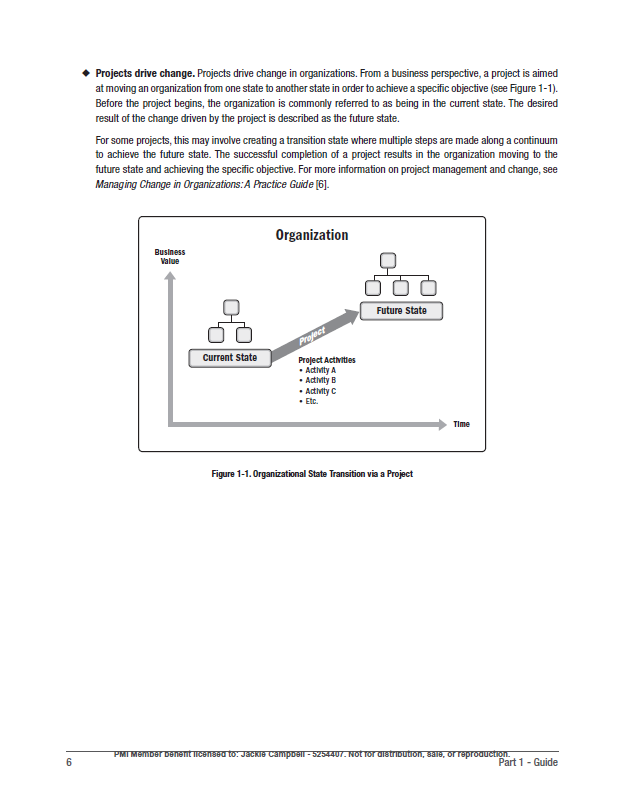 ◆ Projects drive change. Projects drive change in organizations. From a business perspective, a project is aimed
at moving an organization from one state to another state in order to achieve a specific objective (see Figure 1-1).
Before the project begins, the organization is commonly referred to as being in the current state. The desired
result of the change driven by the project is described as the future state.
For some projects, this may involve creating a transition state where multiple steps are made along a continuum
to achieve the future state. The successful completion of a project results in the organization moving to the
future state and achieving the specific objective. For more information on project management and change, see
Managing Change in Organizations: A Practice Guide [6].
Organization
Business
Value
Future State
Project
Current State
Project Activities
• Activity A
• Activity B
• Activity C
• Etc.
Time
Figure 1-1. Organizational State Transition via a Project
PMI Member benefit licensed to: Jackie Campbell - 5254407. Not for distribution, sale, or reproduction.
6
Part 1 - Guide